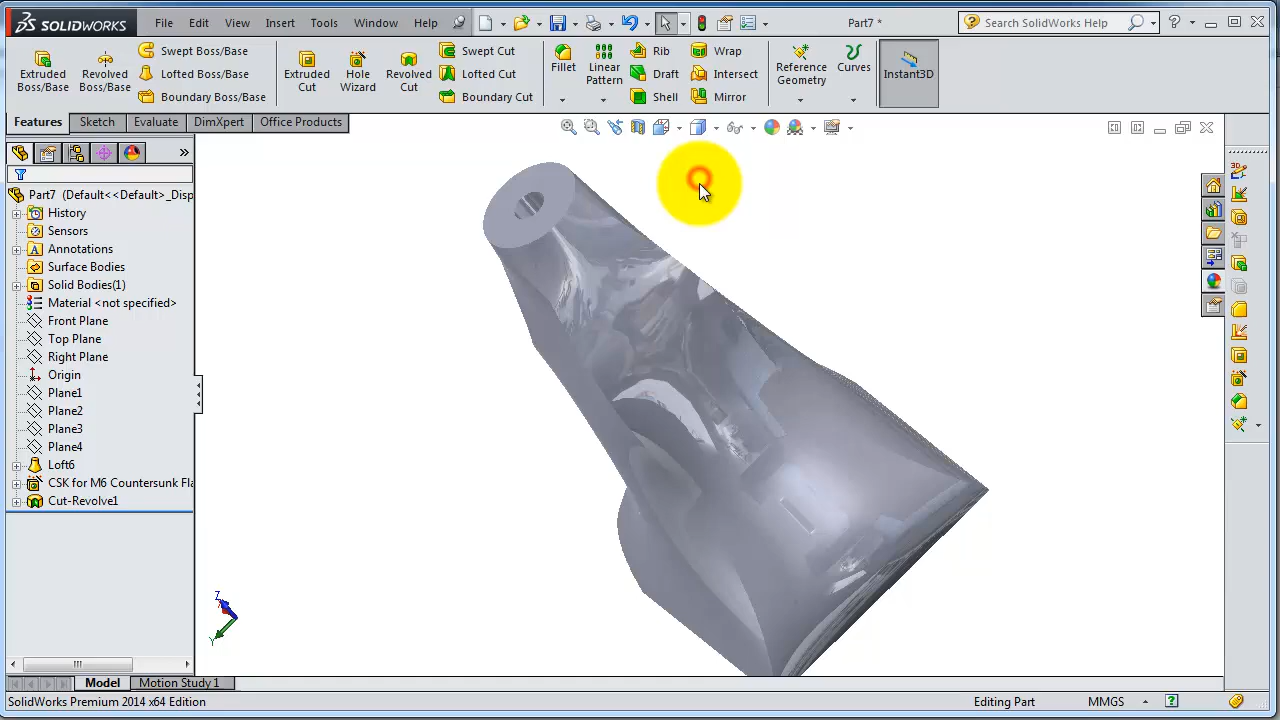 SOLIDWORKS File Edit View Insert Tools Window Help Part7 * Search SolidWorks Help
Extruded Boss/Base
Revolved Boss/Base
Swept Boss/Base
Lofted Boss/Base
Boundary Boss/Base
Extruded Cut
Hole Wizard
Revolved Cut
Swept Cut
Lofted Cut
Boundary Cut
Fillet
Linear Pattern
Rib
Draft
Shell
Wrap
Intersect
Mirror
Reference Geometry
Curves
Instant3D
Features Sketch Evaluate DimXpert Office Products
Part7 (Default<<Default>_Disp
History
Sensors
Annotations
Surface Bodies
Solid Bodies(1)
Material <not specified>
Front Plane
Top Plane
Right Plane
Origin
Plane1
Plane2
Plane3
Plane4
Loft6
CSK for M6 Countersunk Fla
Cut-Revolve1
Z
Y
Model Motion Study 1
SolidWorks Premium 2014 x64 Edition Editing Part MMGS